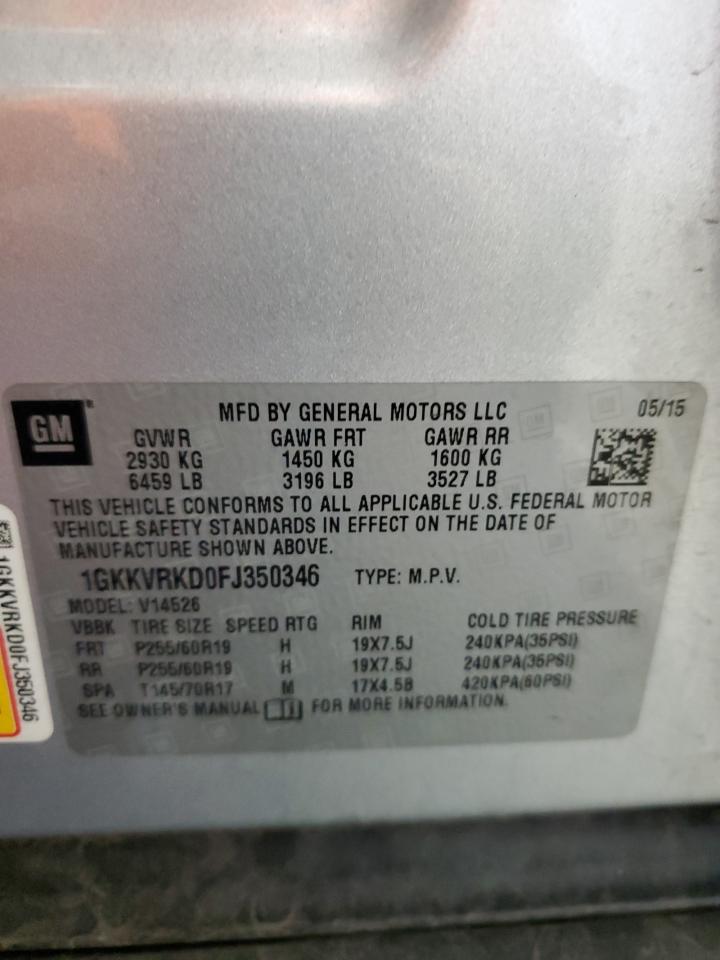 GM®
MFD BY GENERAL MOTORS LLC 05/15
GVWR GAWR FRT GAWR RR
2930 KG 1450 KG 1600 KG
6459 LB 3196 LB 3527 LB
THIS VEHICLE CONFORMS TO ALL APPLICABLE U.S. FEDERAL MOTOR
VEHICLE SAFETY STANDARDS IN EFFECT ON THE DATE OF
MANUFACTURE SHOWN ABOVE.
1GKKVRKD0FJ350346 TYPE: M.P.V.
MODEL: V14526
VBBK TIRE SIZE SPEED RTG RIM COLD TIRE PRESSURE
FRT P255/60R19 H 19X7.5J 240KPA(35PSI)
RR P255/60R19 H 19X7.5J 240KPA(35PSI)
SPA T145/70R17 M 17X4.5B 420KPA(60PSI)
SEE OWNER'S MANUAL FOR MORE INFORMATION.
1GKKVRKD0FJ350346